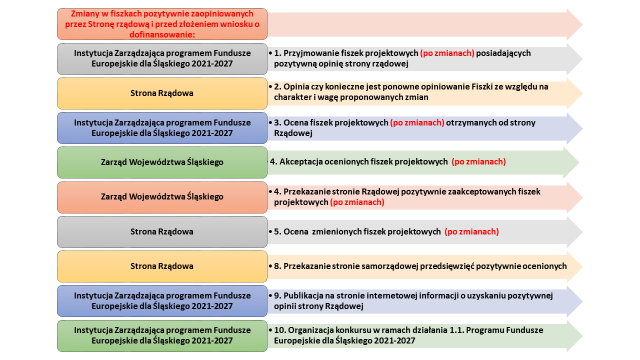 Zmiany w fiszkach pozytywnie zaopiniowanych
przez Stronę rządową i przed złożeniem wniosku o
dofinansowanie:
Instytucja Zarządzająca programem Fundusze
Europejskie dla Śląskiego 2021-2027
• 1. Przyjmowanie fiszek projektowych (po zmianach) posiadających
pozytywną opinię strony rządowej
Strona Rządowa
• 2. Opinia czy konieczne jest ponowne opiniowanie Fiszki ze względu na
charakter i wagę proponowanych zmian
Instytucja Zarządzająca programem Fundusze
Europejskie dla Śląskiego 2021-2027
• 3. Ocena fiszek projektowych (po zmianach) otrzymanych od strony
Rządowej
Zarząd Województwa Śląskiego
• 4. Akceptacja ocenionych fiszek projektowych (po zmianach)
Zarząd Województwa Śląskiego
• 4. Przekazanie stronie Rządowej pozytywnie zaakceptowanych fiszek
projektowych (po zmianach)
Strona Rządowa
• 5. Ocena zmienionych fiszek projektowych (po zmianach)
Strona Rządowa
• 8. Przekazanie stronie samorządowej przedsięwzięć pozytywnie ocenionych
Instytucja Zarządzająca programem Fundusze
Europejskie dla Śląskiego 2021-2027
• 9. Publikacja na stronie internetowej informacji o uzyskaniu pozytywnej
opinii strony Rządowej
Instytucja Zarządzająca programem Fundusze
Europejskie dla Śląskiego 2021-2027
• 10. Organizacja konkursu w ramach działania 1.1. Programu Fundusze
Europejskie dla Śląskiego 2021-2027